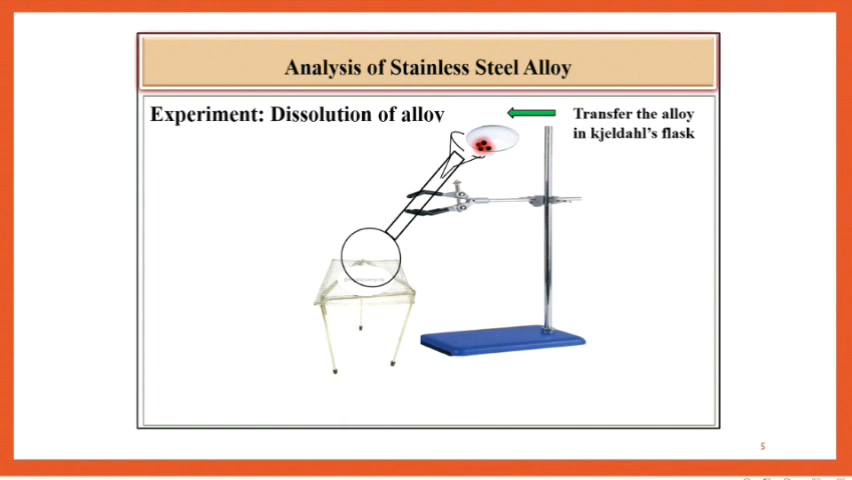 Analysis of Stainless Steel Alloy
Experiment: Dissolution of alloy
Transfer the alloy
in kjeldahl's flask
5